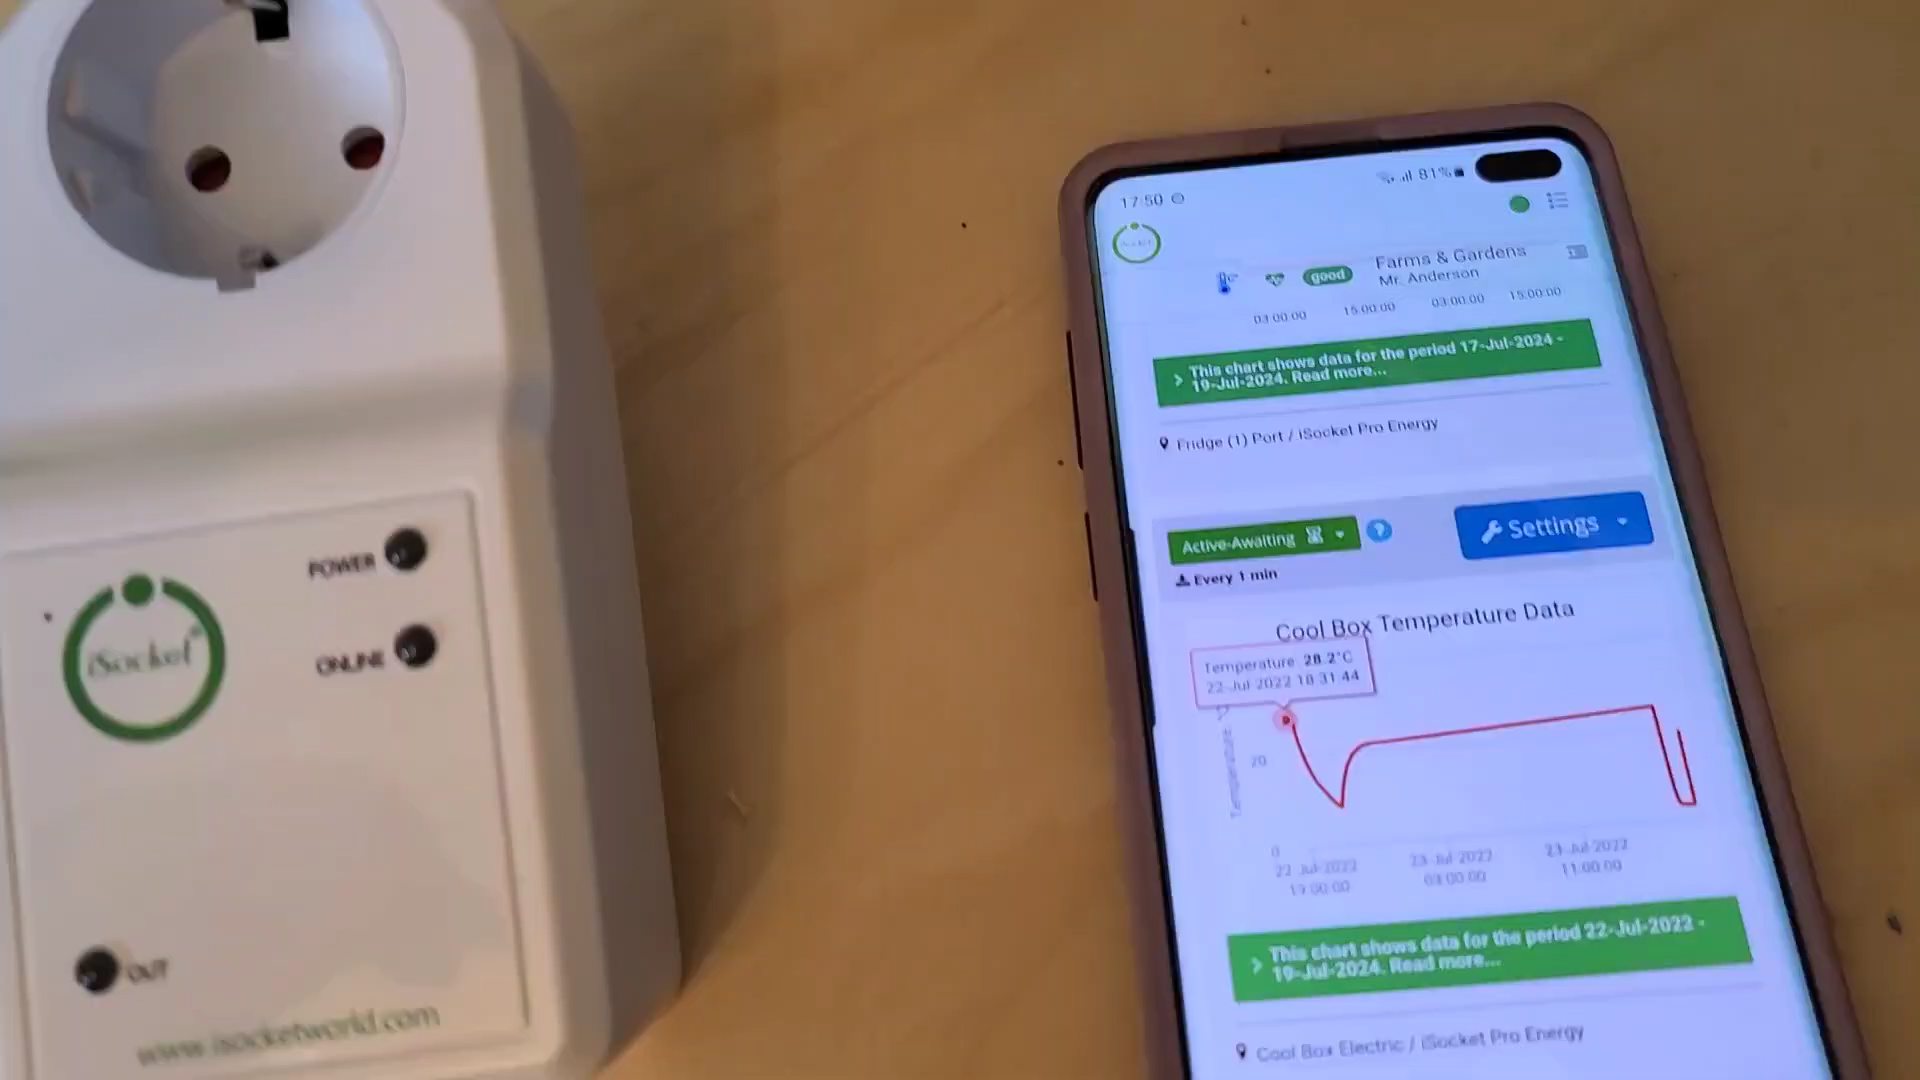 POWER
ONLINE
iSocket®
OUT
www.isocketworld.com
17:50
81%
Farms & Gardens
good
Mr. Anderson
03:00:00 15:00:00 03:00:00 15:00:00
This chart shows data for the period 17-Jul-2024 -
19-Jul-2024. Read more...
Fridge (1) Port / iSocket Pro Energy
Active-Awaiting
?
Settings
Every 1 min
Cool Box Temperature Data
Temperature: 28.2°C
22-Jul-2022 18:31:44
Temperature
20
0
22-Jul-2022 23-Jul-2022 23-Jul-2022
03:00:00 11:00:00
This chart shows data for the period 22-Jul-2022 -
19-Jul-2024. Read more...
Cool Box Electric / iSocket Pro Energy